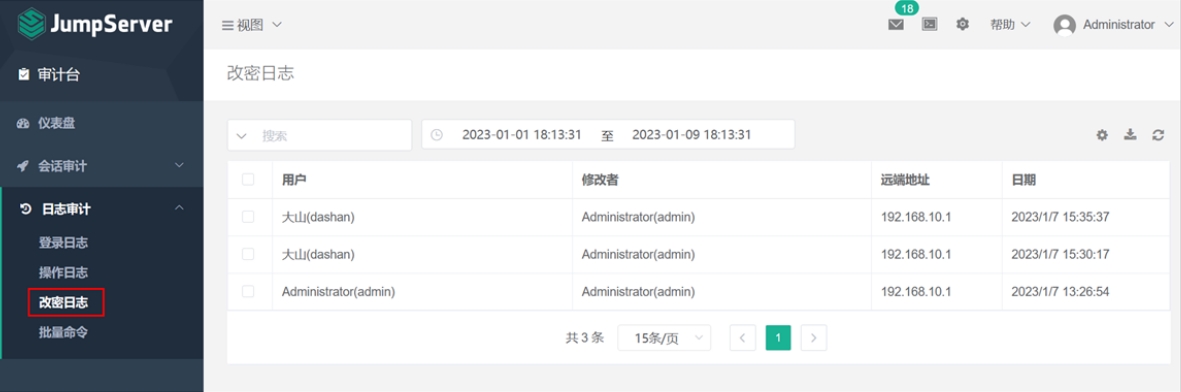 JumpServer
视图
18
帮助
Administrator
审计台
改密日志
仪表盘
会话审计
日志审计
登录日志
操作日志
改密日志
批量命令
搜索
2023-01-01 18:13:31 至 2023-01-09 18:13:31
用户 修改者 远端地址 日期
大山(dashan) Administrator(admin) 192.168.10.1 2023/1/7 15:35:37
大山(dashan) Administrator(admin) 192.168.10.1 2023/1/7 15:30:17
Administrator(admin) Administrator(admin) 192.168.10.1 2023/1/7 13:26:54
共 3 条 15条/页 1